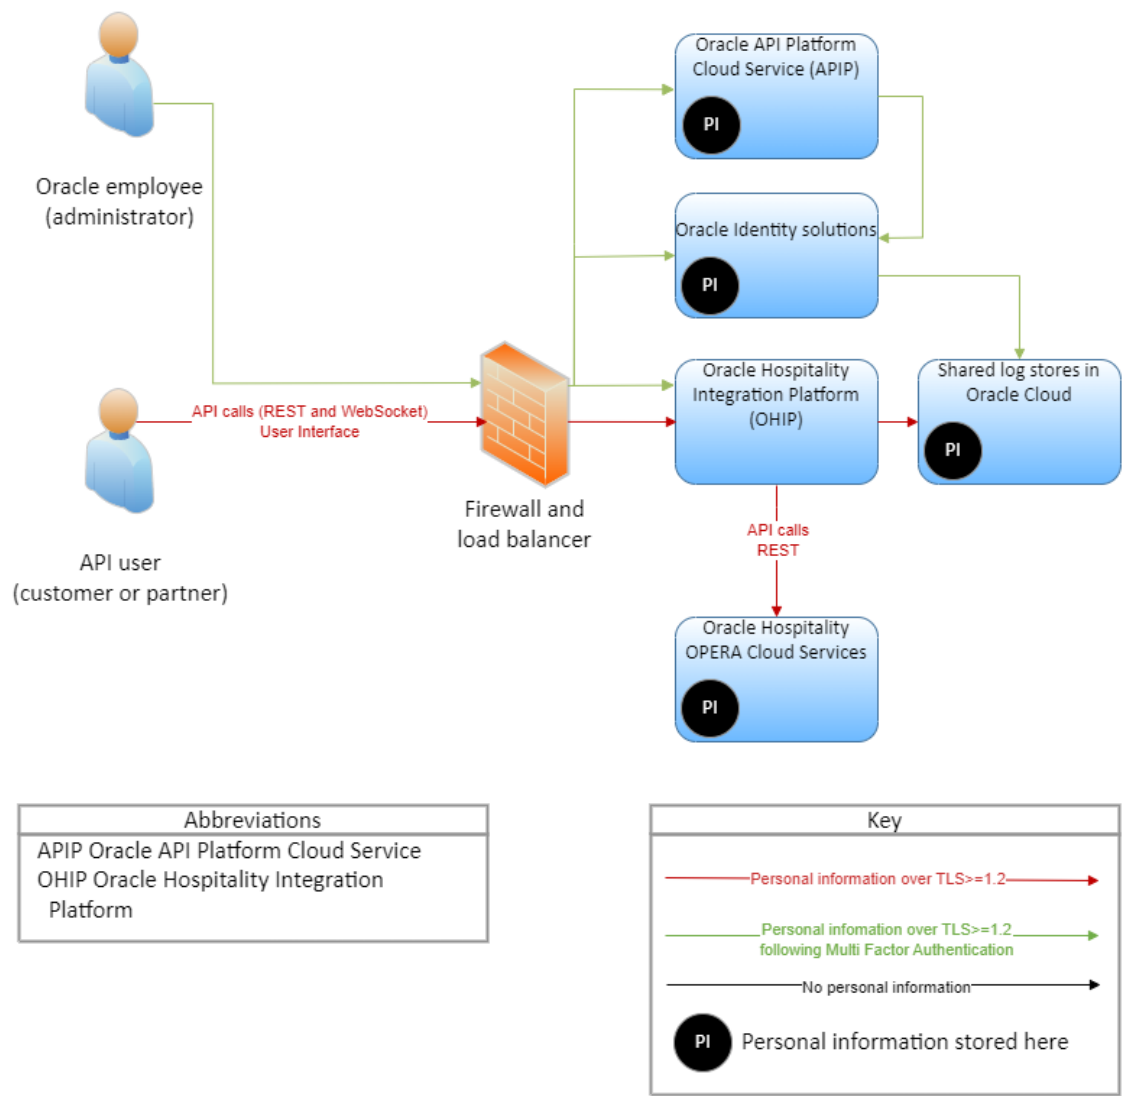 Oracle employee
(administrator)
Oracle API Platform
Cloud Service (APIP)
PI
Oracle Identity solutions
PI
API calls (REST and WebSocket)
User Interface
API user
(customer or partner)
Firewall and
load balancer
Oracle Hospitality
Integration Platform
(OHIP)
Shared log stores in
Oracle Cloud
PI
API calls
REST
Oracle Hospitality
OPERA Cloud Services
PI
Abbreviations
APIP Oracle API Platform Cloud Service
OHIP Oracle Hospitality Integration
Platform
Key
Personal information over TLS>=1.2
Personal infomation over TLS>=1.2
following Multi Factor Authentication
No personal information
PI
Personal information stored here